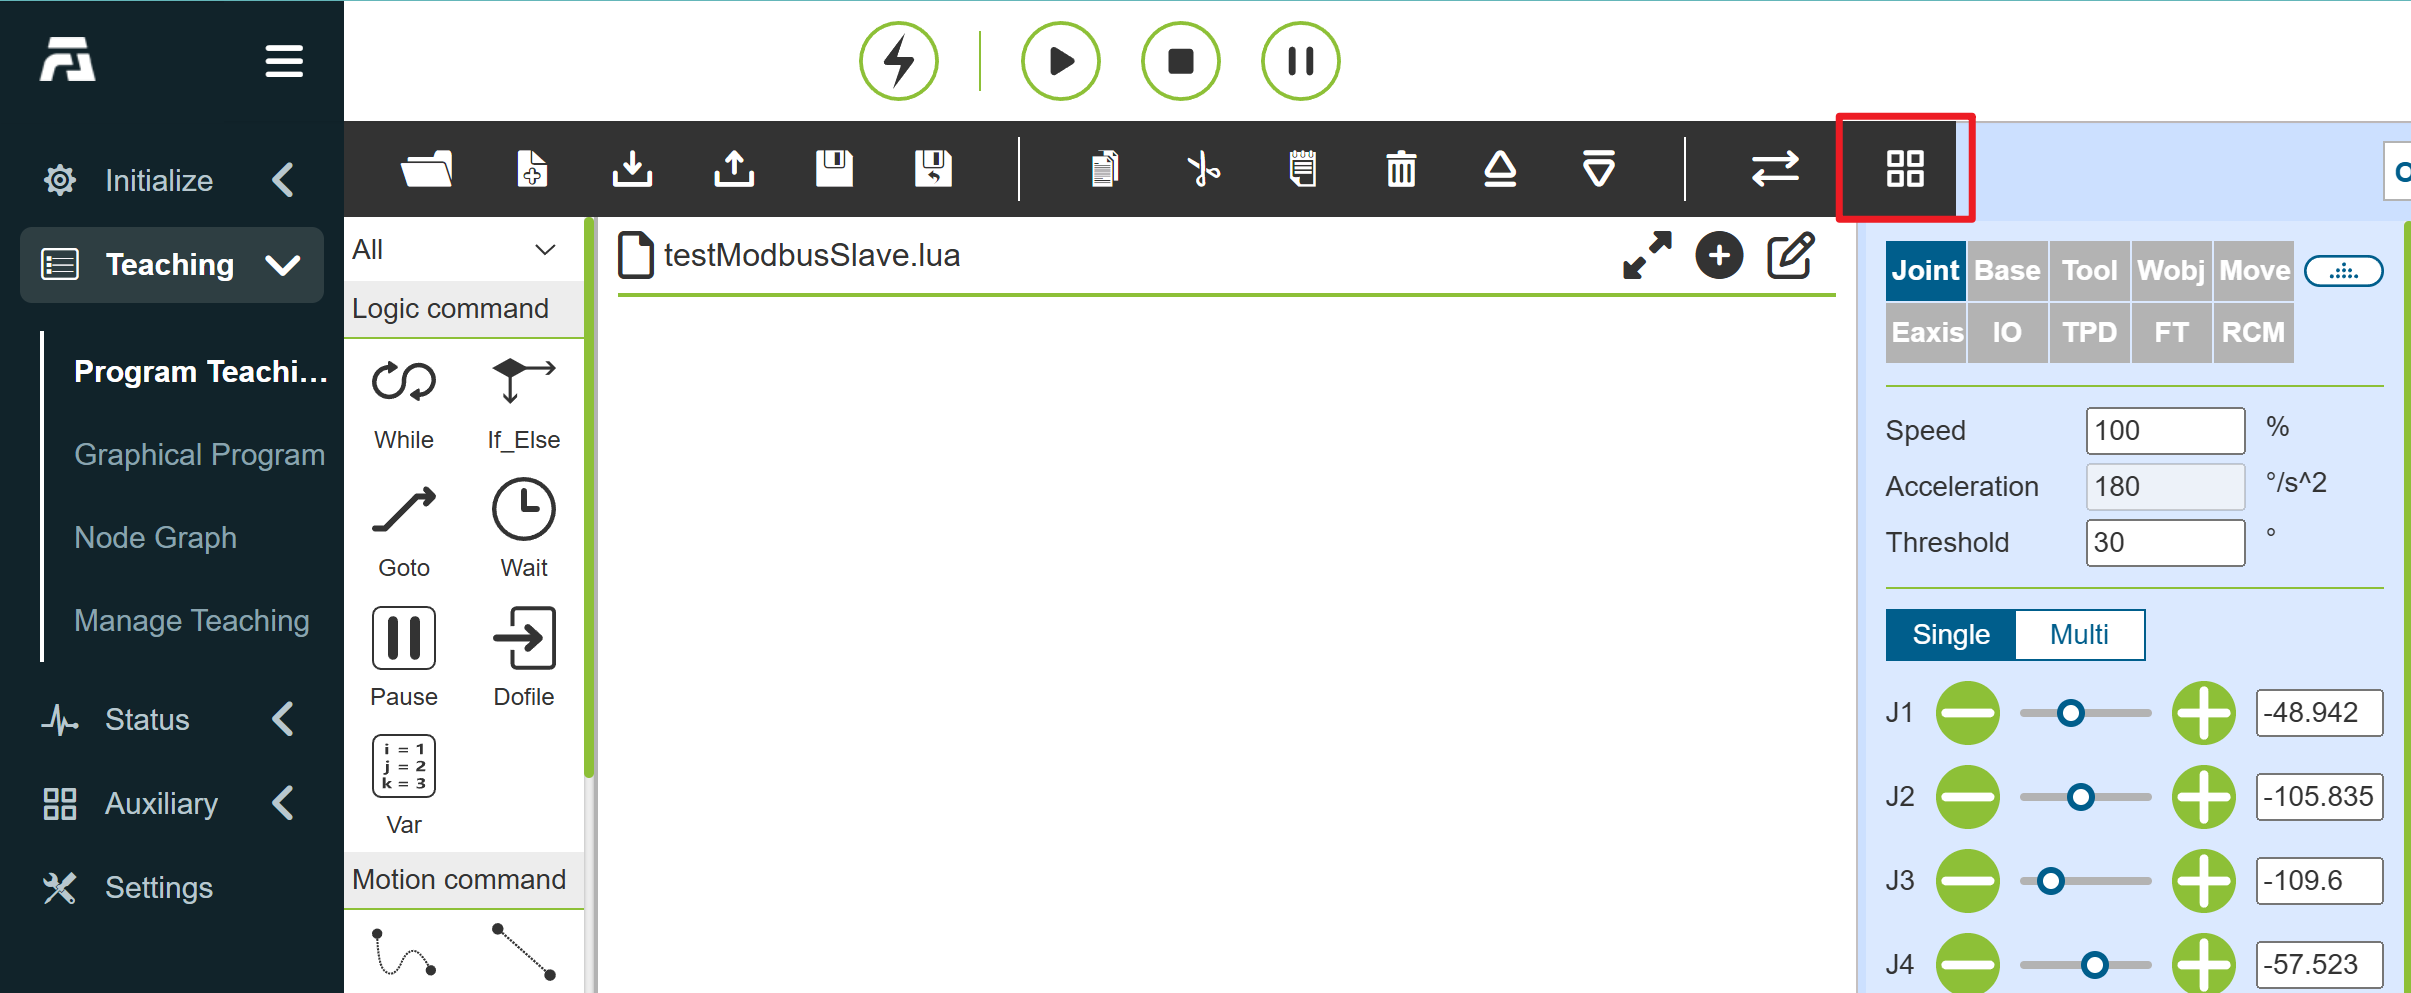 Initialize
Teaching
Program Teachi...
Graphical Program
Node Graph
Manage Teaching
Status
Auxiliary
Settings
All
Logic command
While
If_Else
Goto
Wait
Pause
Dofile
i = 1
j = 2
k = 3
Var
Motion command
testModbusSlave.lua
Joint Base Tool Wobj Move
Eaxis IO TPD FT RCM
Speed 100 %
Acceleration 180 °/s^2
Threshold 30 °
Single Multi
J1 -48.942
J2 -105.835
J3 -109.6
J4 -57.523